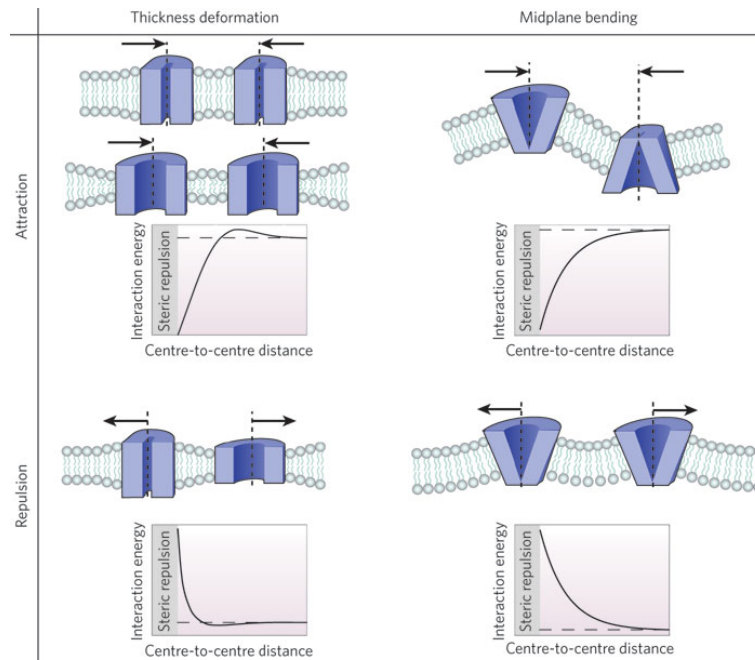 Thickness deformation
Midplane bending
Attraction
Interaction energy
Steric repulsion
Centre-to-centre distance
Interaction energy
Steric repulsion
Centre-to-centre distance
Repulsion
Interaction energy
Steric repulsion
Centre-to-centre distance
Interaction energy
Steric repulsion
Centre-to-centre distance